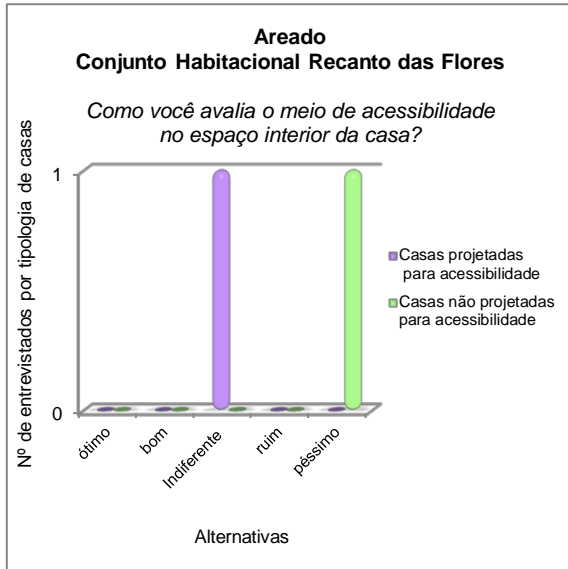 Areado
Conjunto Habitacional Recanto das Flores
Como você avalia o meio de acessibilidade
no espaço interior da casa?
Nº de entrevistados por tipologia de casas
1
0
ótimo
bom
Indiferente
ruim
péssimo
Alternativas
Casas projetadas
para acessibilidade
Casas não projetadas
para acessibilidade